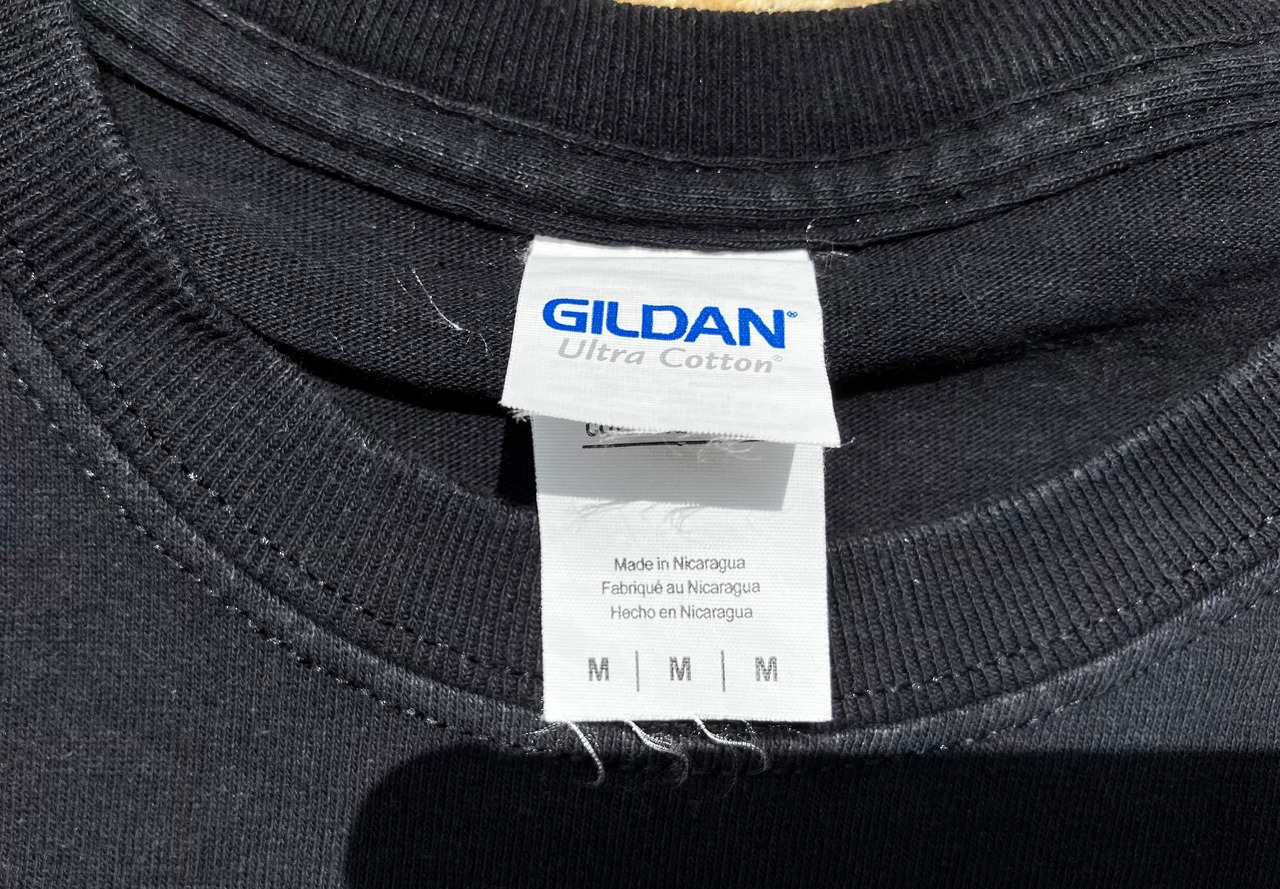 GILDAN®
Ultra Cotton®
Made in Nicaragua
Fabriqué au Nicaragua
Hecho en Nicaragua
M | M | M